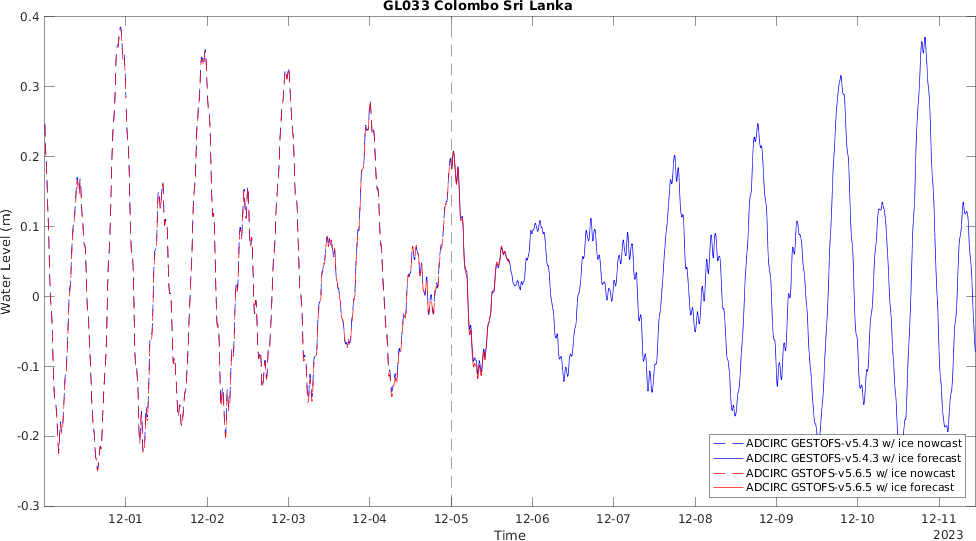 GL033 Colombo Sri Lanka
0.4
0.3
0.2
0.1
0
-0.1
-0.2
-0.3
Water Level (m)
12-01 12-02 12-03 12-04 12-05 12-06 12-07 12-08 12-09 12-10 12-11
Time
2023
ADCIRC GESTOFS-v5.4.3 w/ ice nowcast
ADCIRC GESTOFS-v5.4.3 w/ ice forecast
ADCIRC GSTOFS-v5.6.5 w/ ice nowcast
ADCIRC GSTOFS-v5.6.5 w/ ice forecast